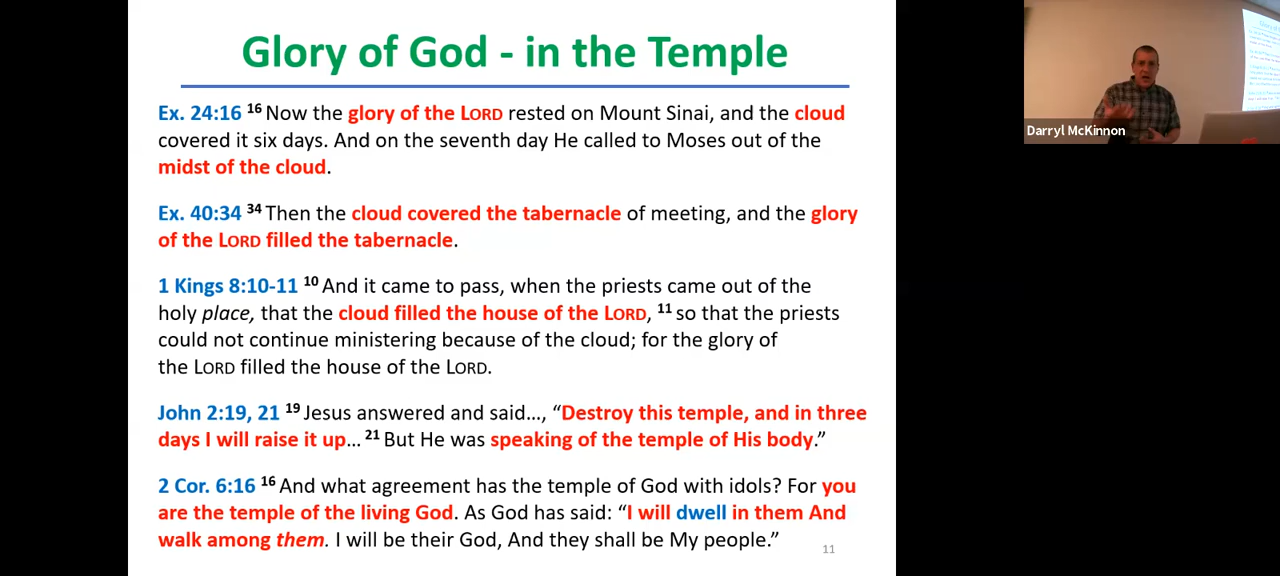 Glory of God - in the Temple
Ex. 24:16 16 Now the glory of the LORD rested on Mount Sinai, and the cloud
covered it six days. And on the seventh day He called to Moses out of the
midst of the cloud.
Ex. 40:34 34 Then the cloud covered the tabernacle of meeting, and the glory
of the LORD filled the tabernacle.
1 Kings 8:10-11 10 And it came to pass, when the priests came out of the
holy place, that the cloud filled the house of the LORD, 11 so that the priests
could not continue ministering because of the cloud; for the glory of
the LORD filled the house of the LORD.
John 2:19, 21 19 Jesus answered and said…, “Destroy this temple, and in three
days I will raise it up… 21 But He was speaking of the temple of His body.”
2 Cor. 6:16 16 And what agreement has the temple of God with idols? For you
are the temple of the living God. As God has said: “I will dwell in them And
walk among them. I will be their God, And they shall be My people.”
11
Darryl McKinnon